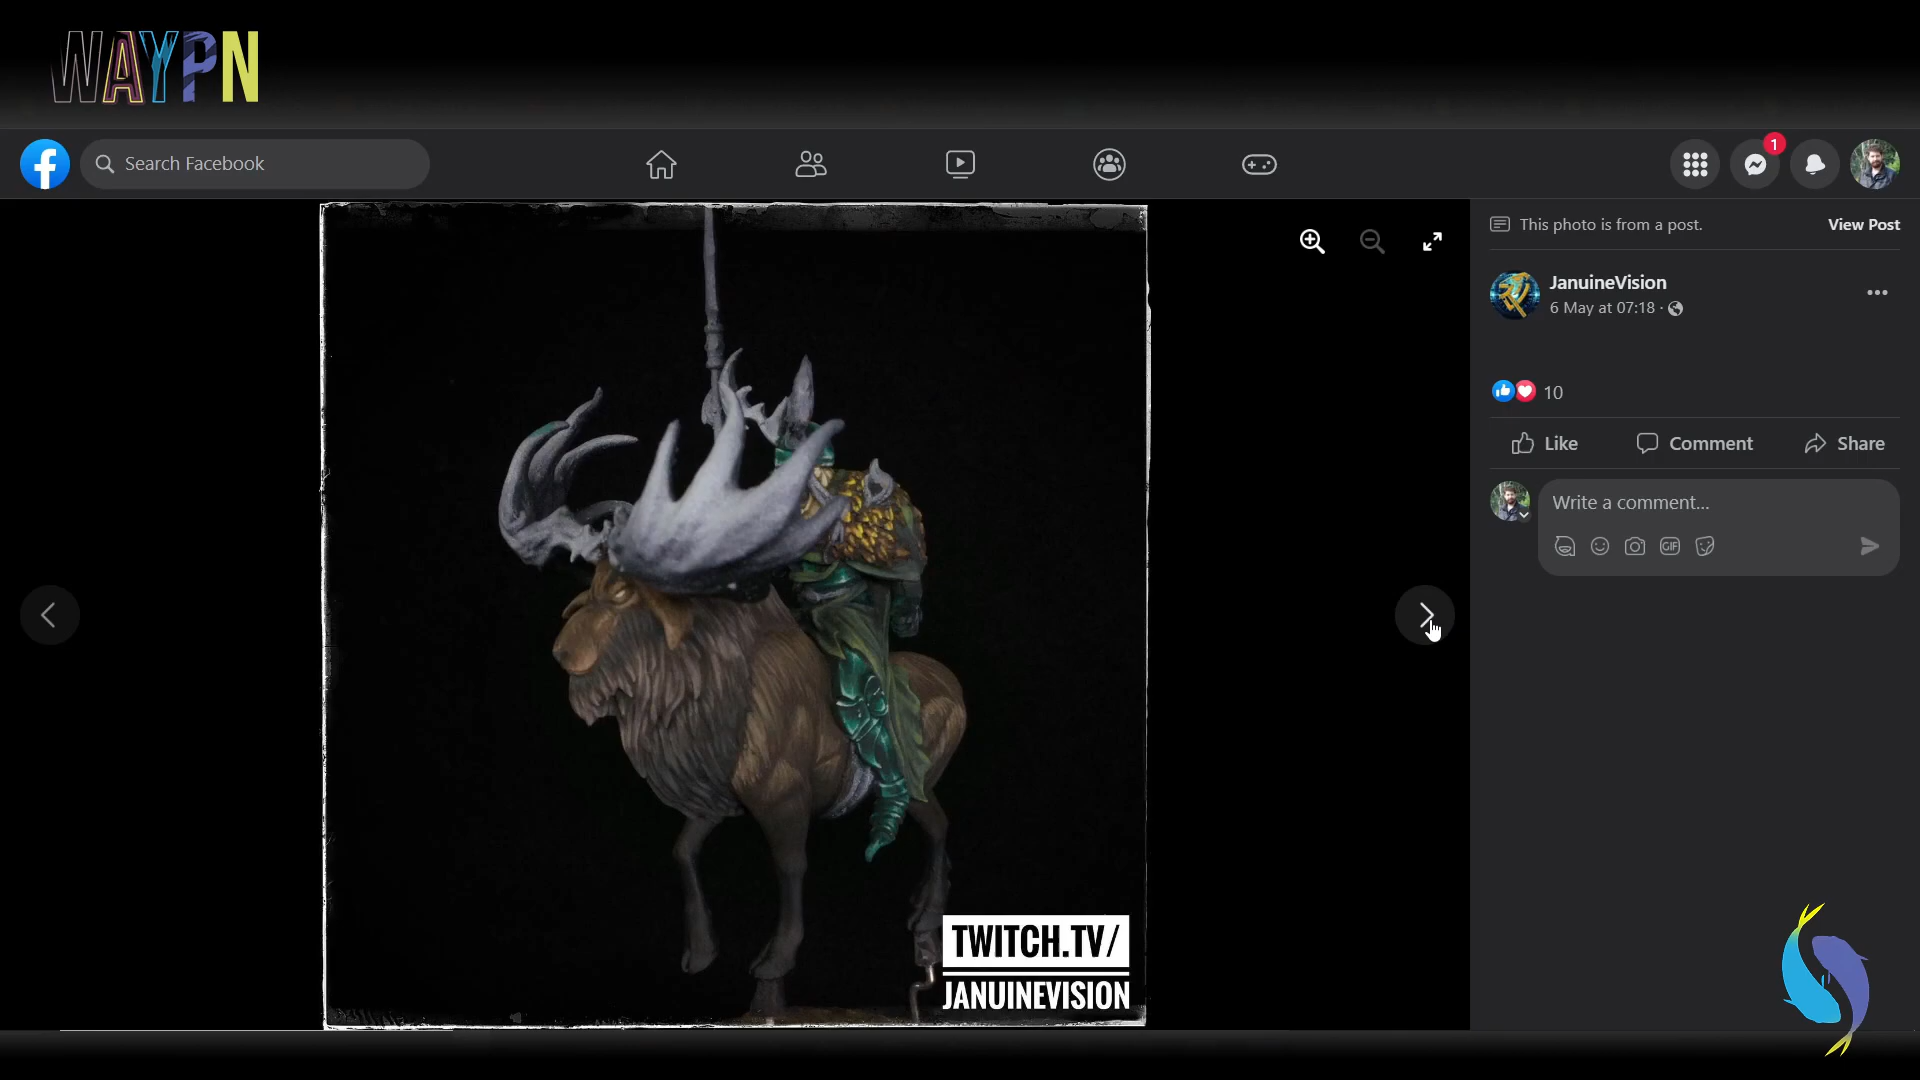 WAYPN
Search Facebook
1
This photo is from a post.
View Post
JanuineVision
6 May at 07:18 ·
10
Like
Comment
Share
Write a comment...
GIF
TWITCH.TV/
JANUINEVISION